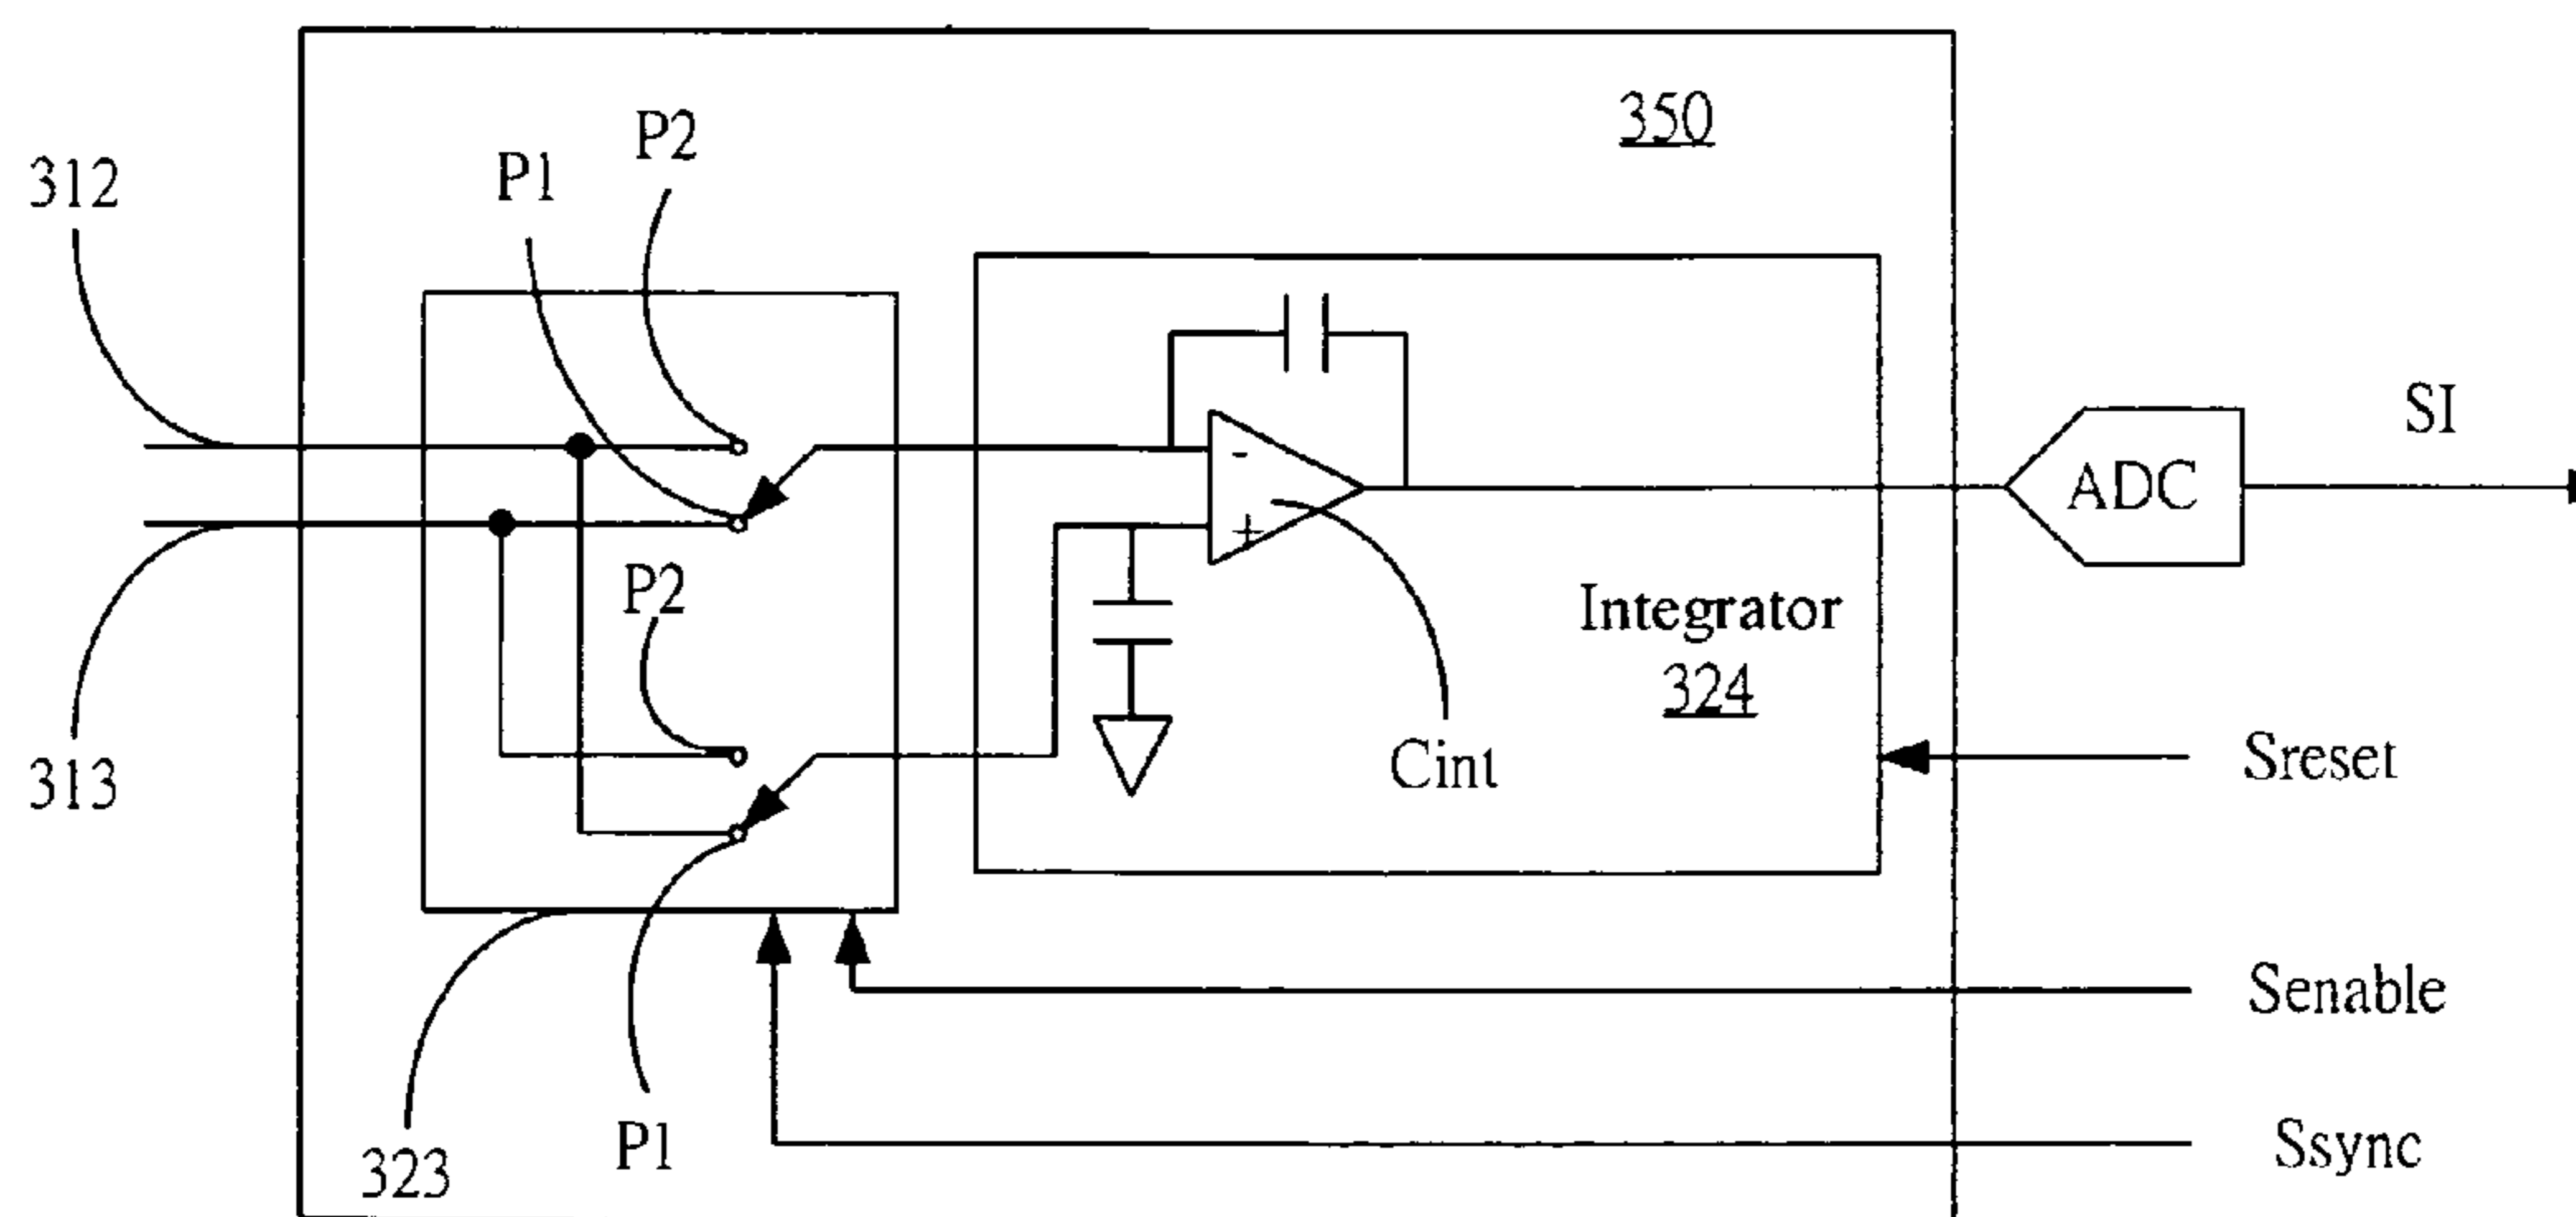 350
P2
P1
312
SI
ADC
P2
Integrator
324
313
Cint
Sreset
Senable
P1
323
Ssync
-
+